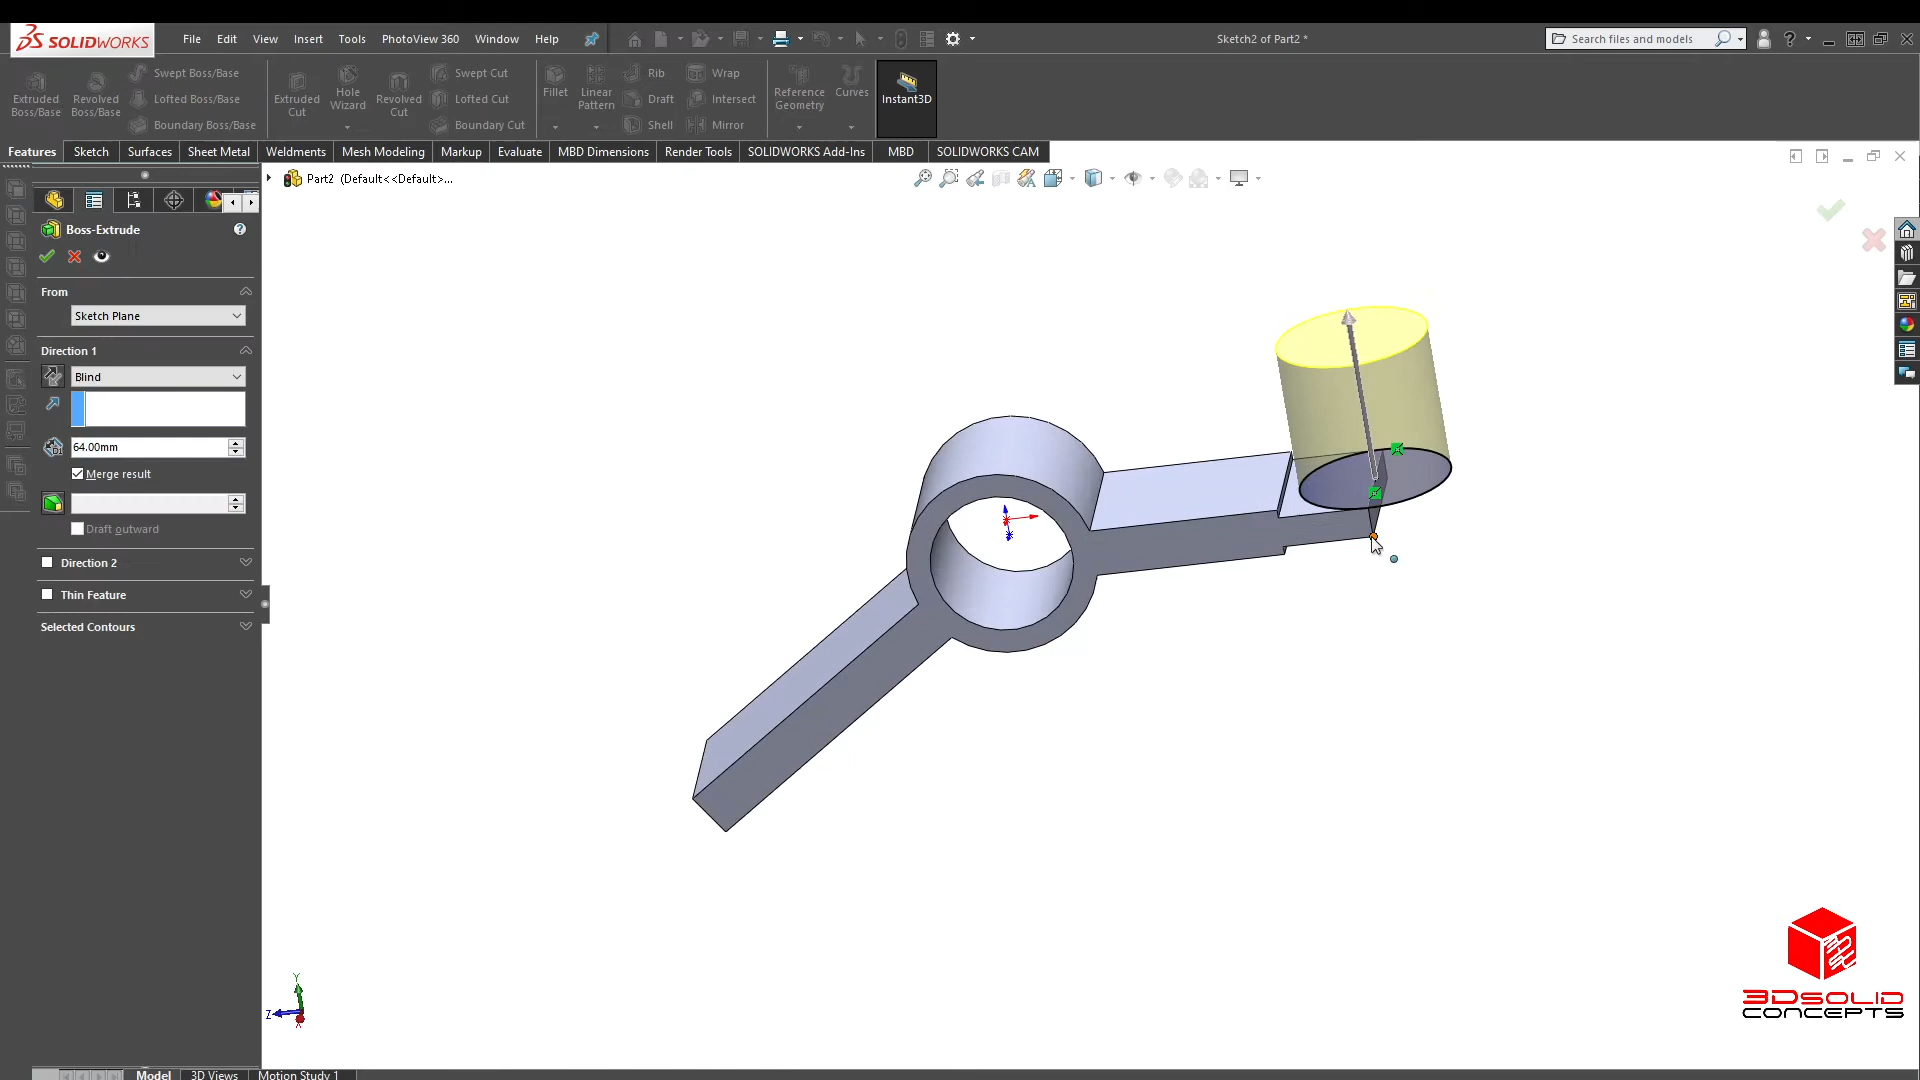 SOLIDWORKS File Edit View Insert Tools PhotoView 360 Window Help Sketch2 of Part2 * Search files and models ?
Extruded Boss/Base
Revolved Boss/Base
Swept Boss/Base
Lofted Boss/Base
Boundary Boss/Base
Extruded Cut
Hole Wizard
Revolved Cut
Swept Cut
Lofted Cut
Boundary Cut
Fillet
Linear Pattern
Rib
Draft
Shell
Wrap
Intersect
Mirror
Reference Geometry
Curves
Instant3D
Features Sketch Surfaces Sheet Metal Weldments Mesh Modeling Markup Evaluate MBD Dimensions Render Tools SOLIDWORKS Add-Ins MBD SOLIDWORKS CAM
Part2 (Default<<Default>...
Boss-Extrude ?
From
Sketch Plane
Direction 1
Blind
D1
64.00mm
Merge result
Draft outward
Direction 2
Thin Feature
Selected Contours
Y
Z
X
3DSOLID
CONCEPTS
Model 3D Views Motion Study 1